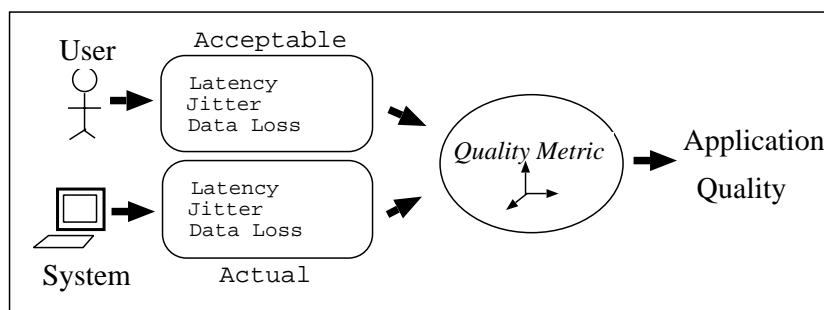 User
Acceptable
Latency
Jitter
Data Loss
Quality Metric
Application
Quality
Latency
Jitter
Data Loss
System
Actual